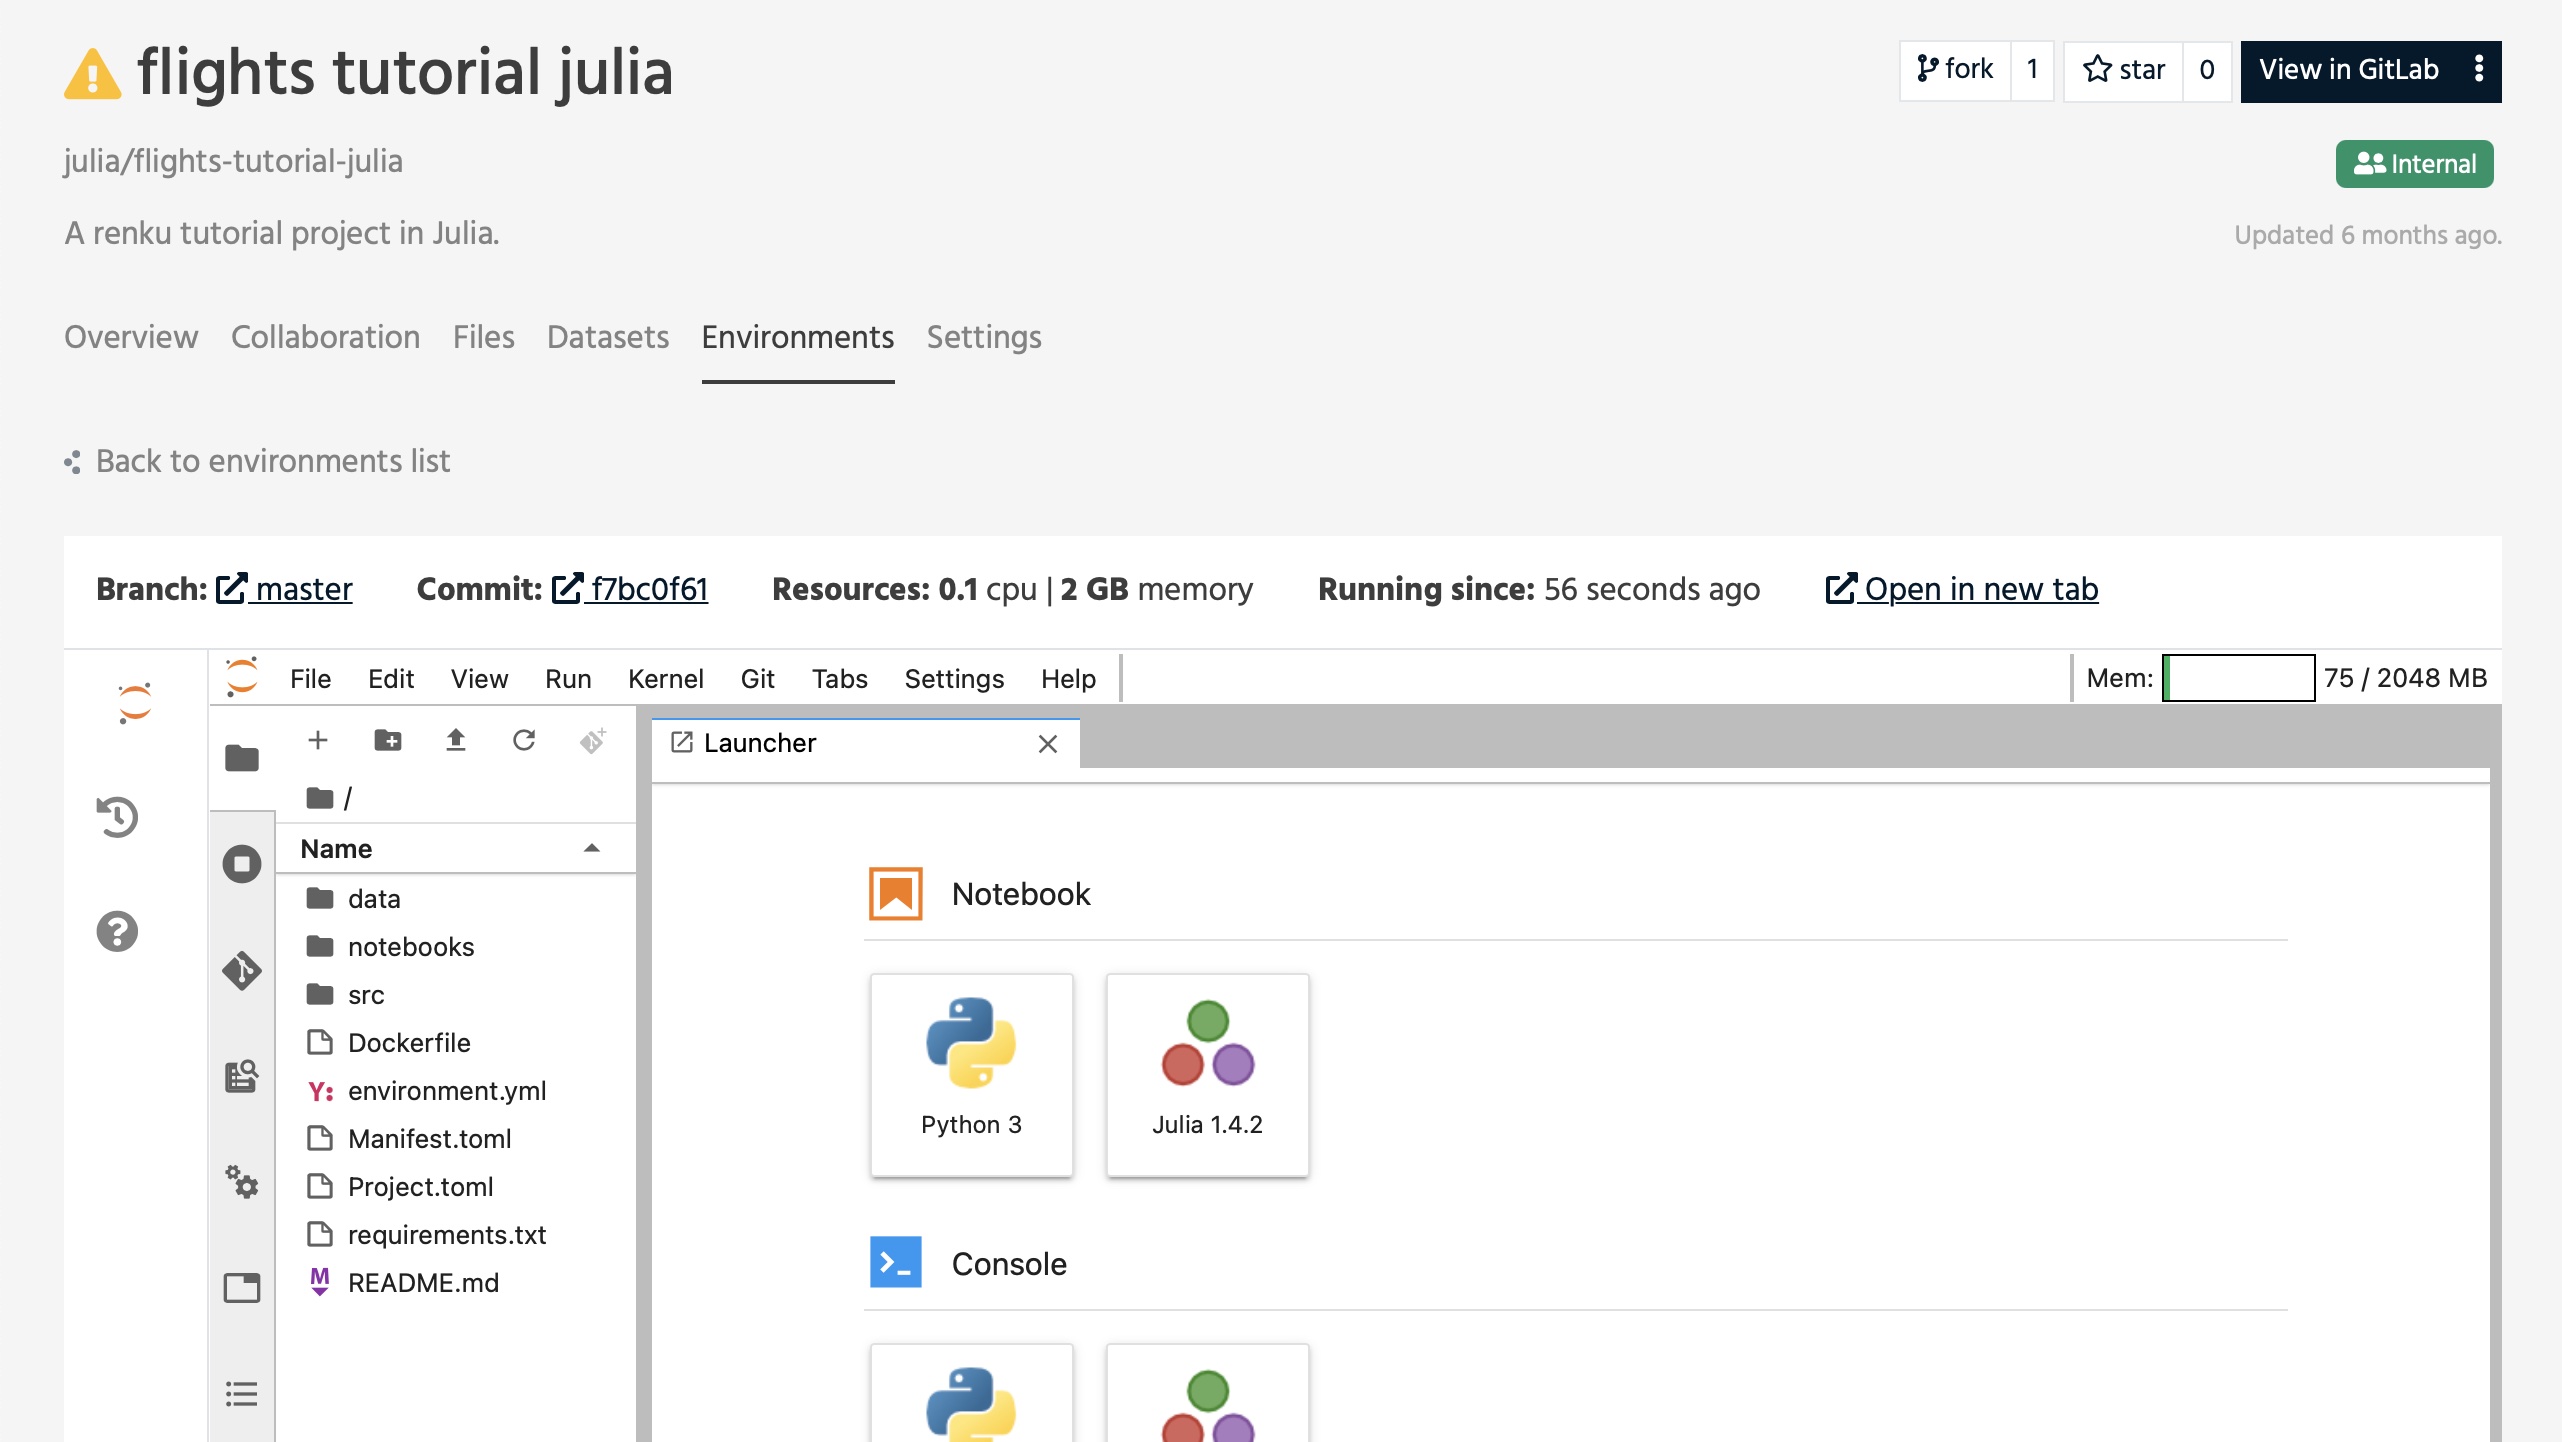 flights tutorial julia
fork 1 star 0 View in GitLab
julia/flights-tutorial-julia
Internal
A renku tutorial project in Julia.
Updated 6 months ago.
Overview Collaboration Files Datasets Environments Settings
Back to environments list
Branch: master Commit: f7bc0f61 Resources: 0.1 cpu | 2 GB memory Running since: 56 seconds ago Open in new tab
File Edit View Run Kernel Git Tabs Settings Help Mem: 75 / 2048 MB
Launcher
/
Name
data
notebooks
src
Dockerfile
Y: environment.yml
Manifest.toml
Project.toml
requirements.txt
M README.md
Notebook
Python 3
Julia 1.4.2
Console